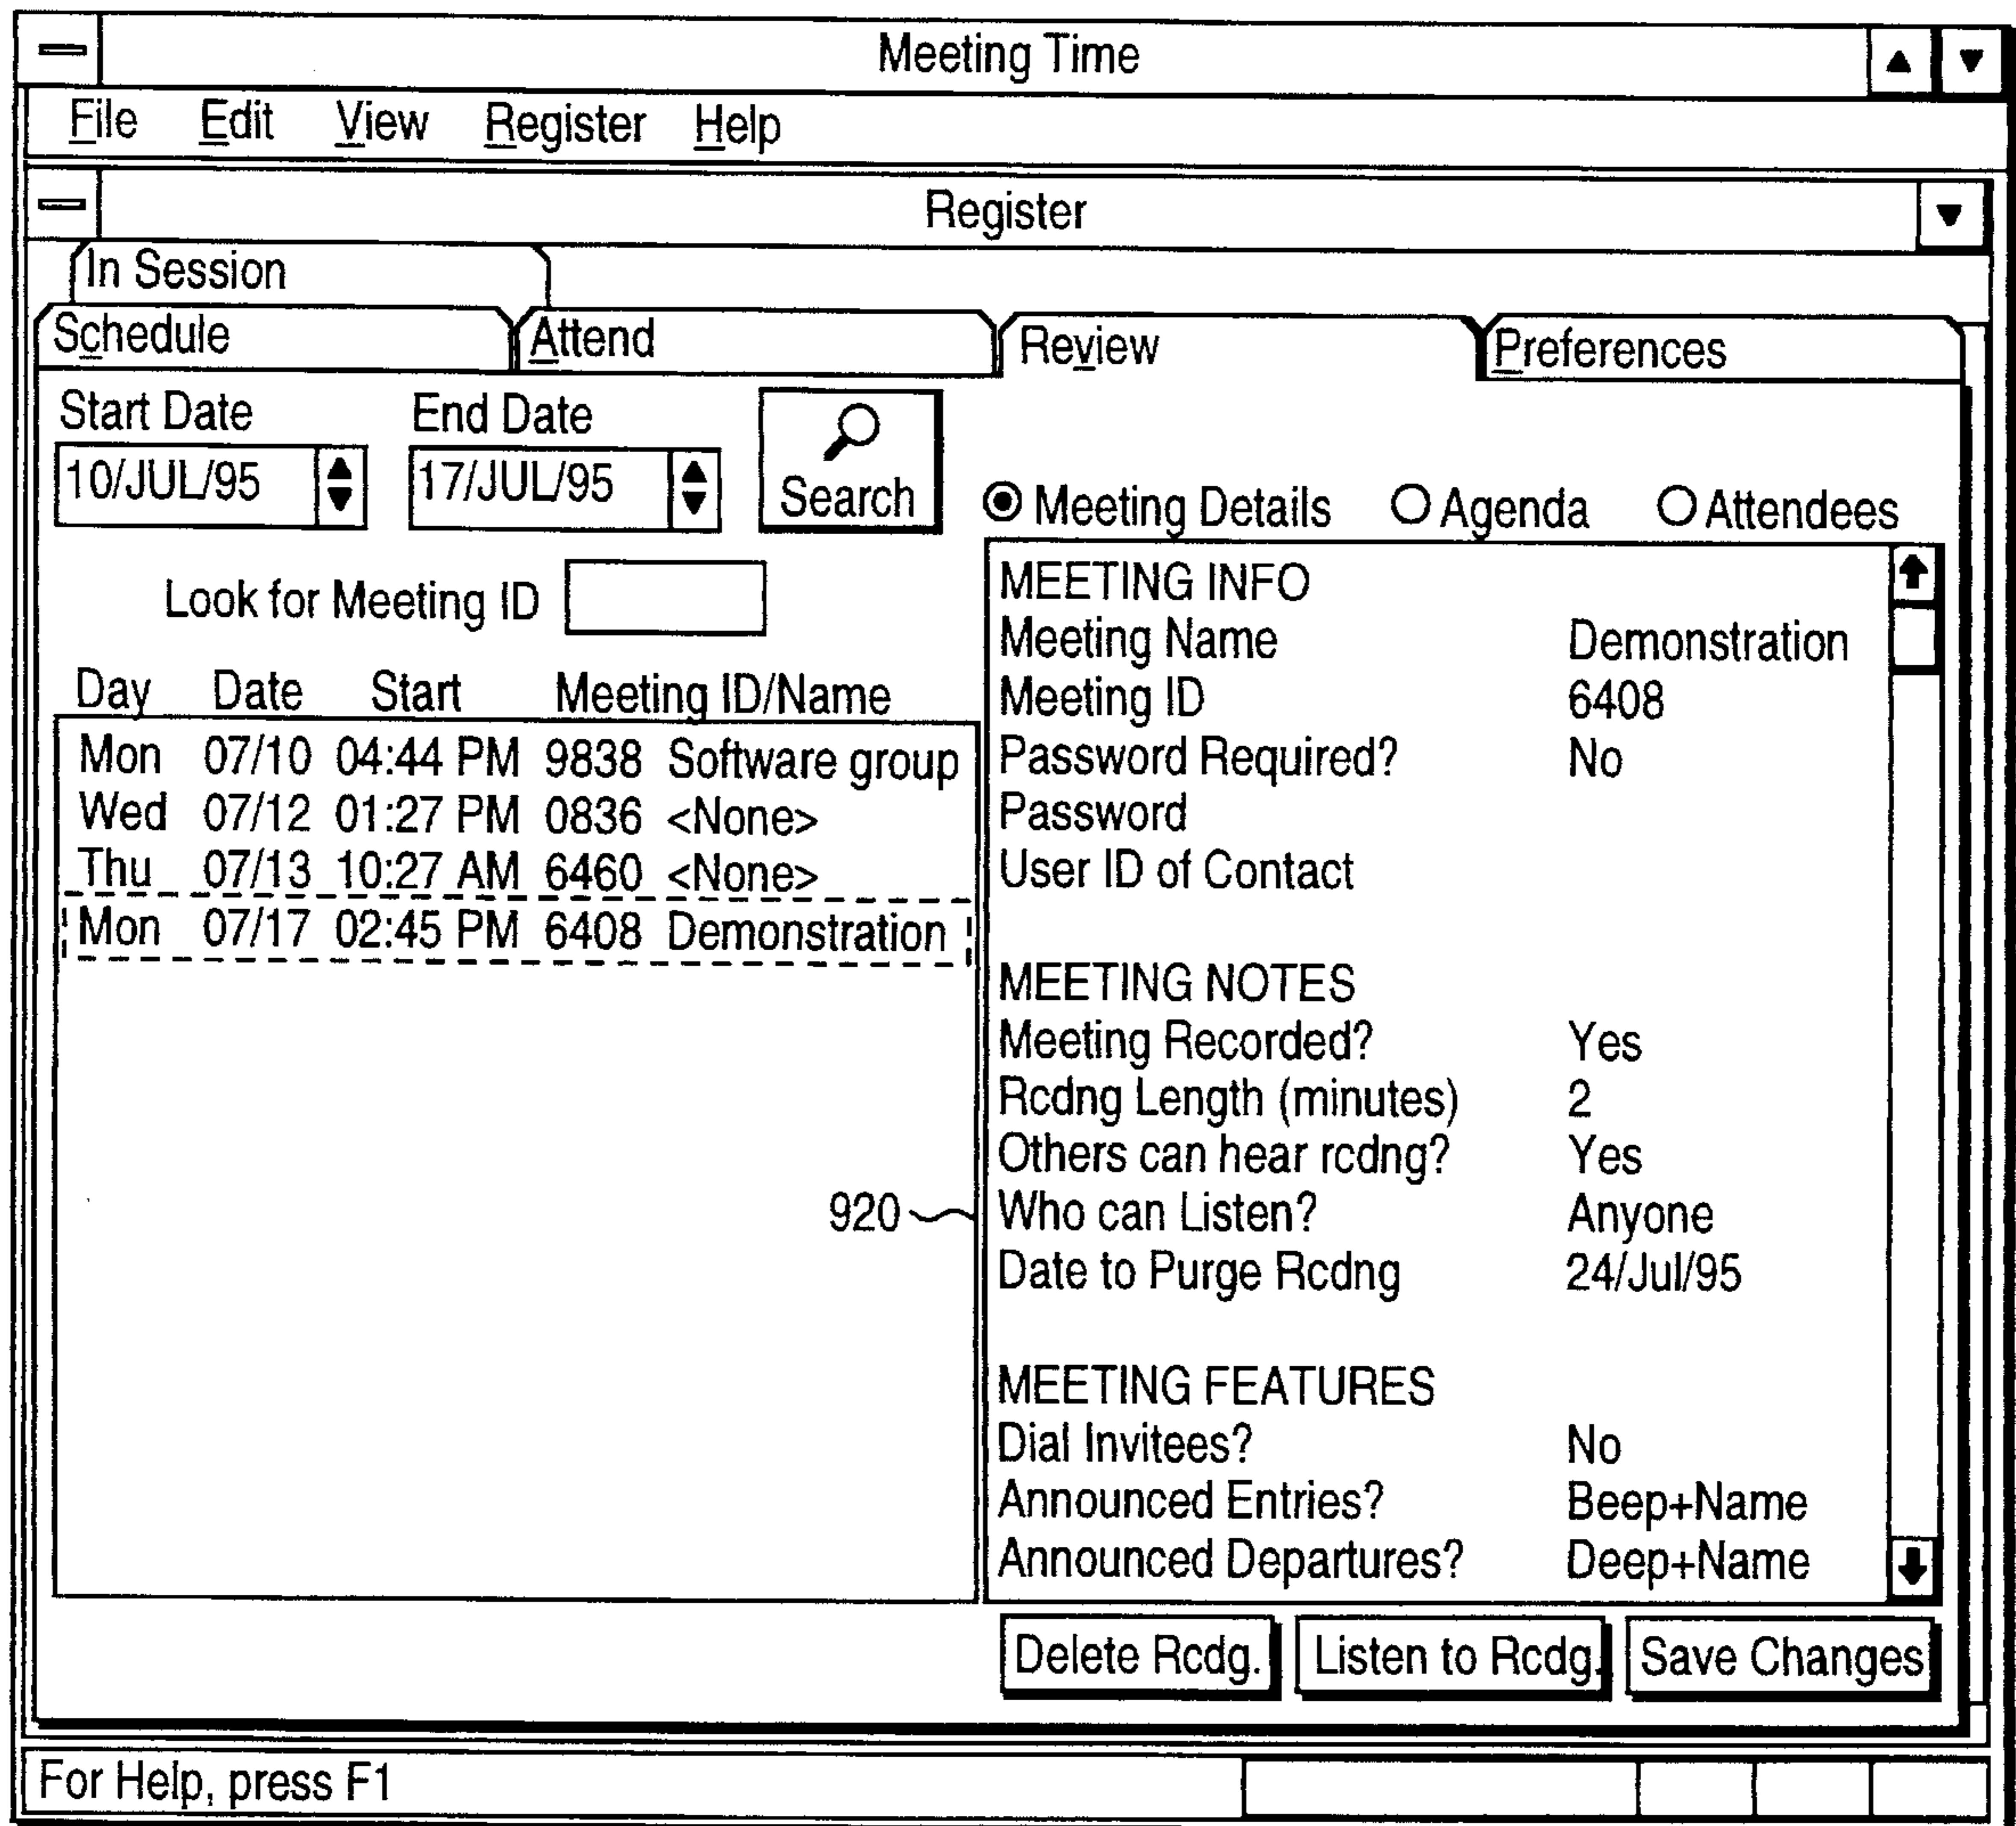 Meeting Time
File Edit View Register Help
Register
In Session
Schedule Attend Review Preferences
Start Date End Date
10/JUL/95 17/JUL/95 Search
Meeting Details Agenda Attendees
Look for Meeting ID
Day Date Start Meeting ID/Name
Mon 07/10 04:44 PM 9838 Software group
Wed 07/12 01:27 PM 0836 <None>
Thu 07/13 10:27 AM 6460 <None>
Mon 07/17 02:45 PM 6408 Demonstration
MEETING INFO
Meeting Name Demonstration
Meeting ID 6408
Password Required? No
Password
User ID of Contact
MEETING NOTES
Meeting Recorded? Yes
Rcdng Length (minutes) 2
Others can hear rcdng? Yes
920
Who can Listen? Anyone
Date to Purge Rcdng 24/Jul/95
MEETING FEATURES
Dial Invitees? No
Announced Entries? Beep+Name
Announced Departures? Deep+Name
Delete Rcdg. Listen to Rcdg. Save Changes
For Help, press F1